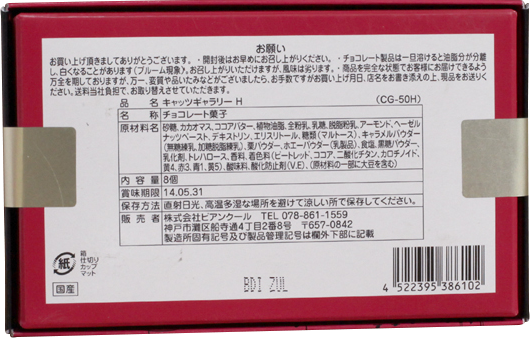 お願い
お買い上げ頂きましてありがとうございます。・開封後はお早めにお召し上がりください。・チョコレート製品は一旦溶けると油脂分が分離
し、白くなることがあります(ブルーム現象)。お召し上がりいただけますが、風味は劣ります。・商品を完全な状態でお客様にお届けできるよう
万全を期しておりますが、万一、変質や品いたみなどがございましたら、お手数ですがお買い上げ月日、店名をお書き添えの上、現品をお送りく
ださい。送料当社負担で、お取り替えさせていただきます。
品名 キャッツギャラリー H (CG-50H)
名称 チョコレート菓子
原材料名 砂糖、カカオマス、ココアバター、植物油脂、全粉乳、乳糖、脱脂粉乳、アーモンド、ヘーゼル
ナッツペースト、デキストリン、エリスリトール、糖類(マルトース)、キャラメルパウダー
(無糖練乳、加糖脱脂練乳)、栗パウダー、ホエーパウダー(乳製品)、食塩、黒糖パウダー、
乳化剤、トレハロース、香料、着色料(ビートレッド、ココア、二酸化チタン、カロチノイド、
黄4、赤3、青1、黄5)、酸味料、酸化防止剤(V.E)、(原材料の一部に大豆を含む)
内容量 8個
賞味期限 14.05.31
保存方法 直射日光、高温多湿な場所を避けて涼しい所で保存してください。
販売者 株式会社ビアンクール TEL 078-861-1559
神戸市灘区船寺通4丁目2番8号 〒657-0842
製造所固有記号及び製品管理記号は欄外下部に記載
紙
箱
仕切り
カップ
マット
国産
BDI ZUL
4 522395 386102